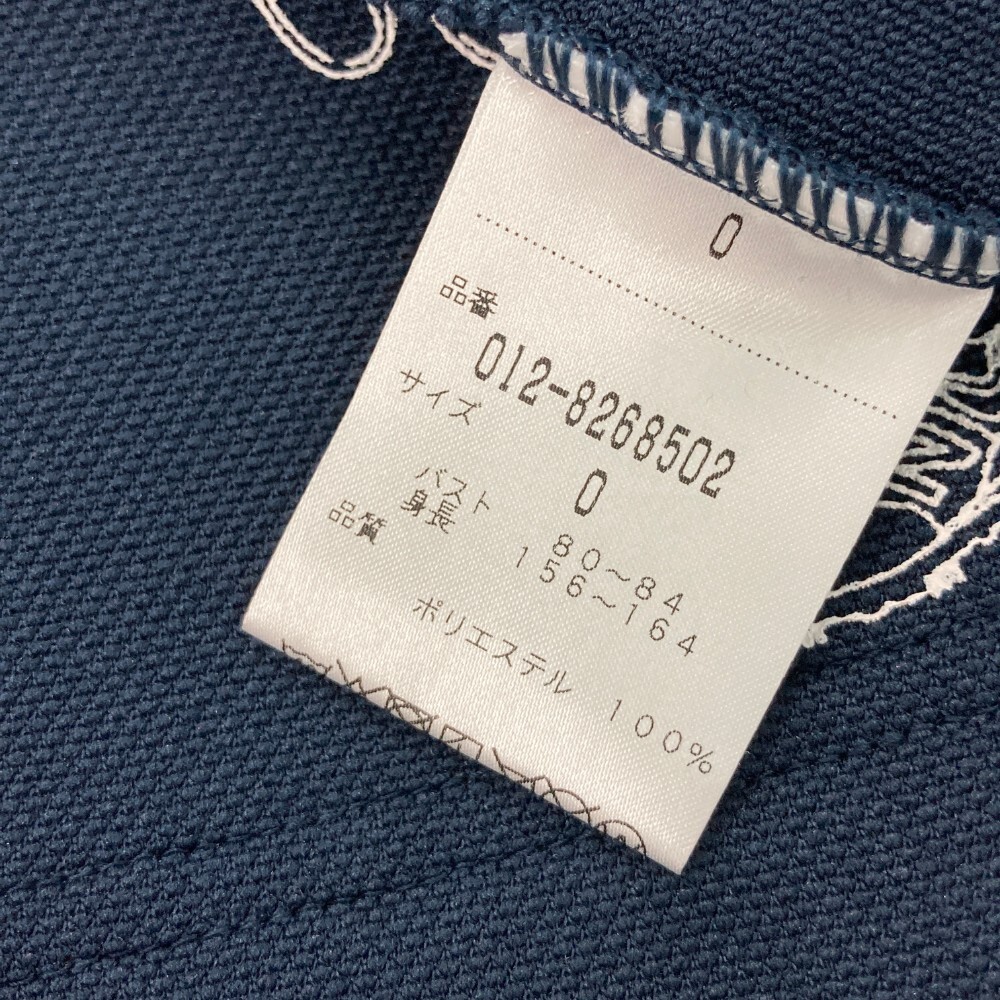 0
品番
012-8268502
サイズ 0
バスト 80～84
身長 156～164
品質
ポリエステル 100%